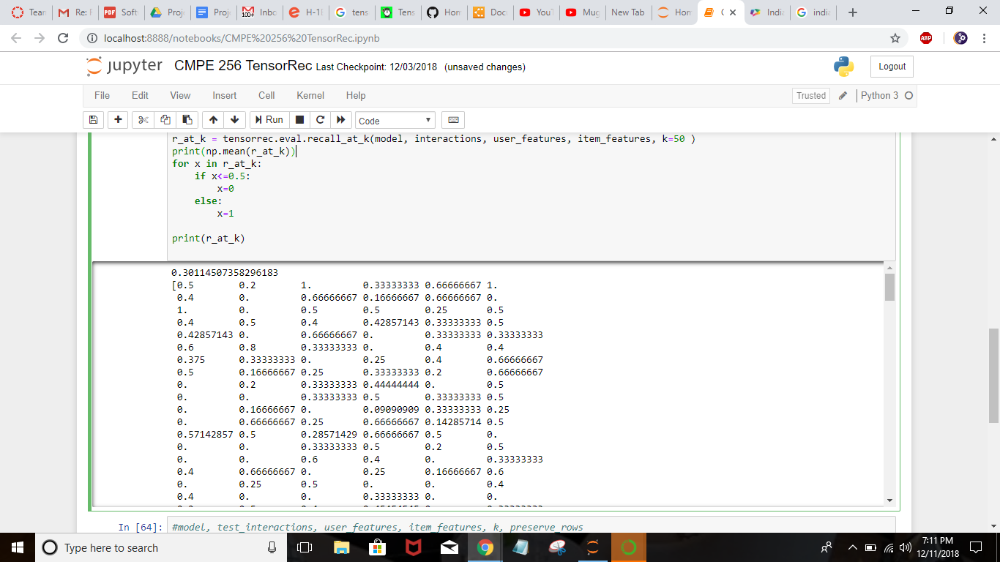 Team
Re: F
PDF Soft
Proje
Proje
100+ Inbo
H-1E
tens
Tens
Hom
Doc
YouT
Mug
New Tab
Hom
C
India
india
localhost:8888/notebooks/CMPE%20256%20TensorRec.ipynb
ABP
jupyter CMPE 256 TensorRec Last Checkpoint: 12/03/2018 (unsaved changes)
Logout
File Edit View Insert Cell Kernel Help
Trusted Python 3
Run Code
r_at_k = tensorrec.eval.recall_at_k(model, interactions, user_features, item_features, k=50 )
print(np.mean(r_at_k))
for x in r_at_k:
    if x<=0.5:
        x=0
    else:
        x=1
print(r_at_k)
0.30114507358296183
[0.5 0.2 1. 0.33333333 0.66666667 1.
0.4 0. 0.66666667 0.16666667 0.66666667 0.
1. 0. 0.5 0.5 0.25 0.5
0.4 0.5 0.4 0.42857143 0.33333333 0.5
0.42857143 0. 0.66666667 0. 0.33333333 0.33333333
0.6 0.8 0.33333333 0. 0.4 0.4
0.375 0.33333333 0. 0.25 0.4 0.66666667
0.5 0.16666667 0.25 0.33333333 0.2 0.66666667
0. 0.2 0.33333333 0.44444444 0. 0.5
0. 0. 0.33333333 0.5 0.33333333 0.5
0. 0.16666667 0. 0.09090909 0.33333333 0.25
0. 0.66666667 0.25 0.66666667 0.14285714 0.5
0.57142857 0.5 0.28571429 0.66666667 0.5 0.
0. 0. 0.33333333 0.5 0.2 0.5
0. 0. 0.6 0.4 0. 0.33333333
0.4 0.66666667 0. 0.25 0.16666667 0.6
0. 0.25 0.5 0. 0. 0.4
0.4 0. 0. 0.33333333 0. 0.
In [64]: #model, test_interactions, user_features, item_features, k, preserve_rows
Type here to search
7:11 PM
12/11/2018